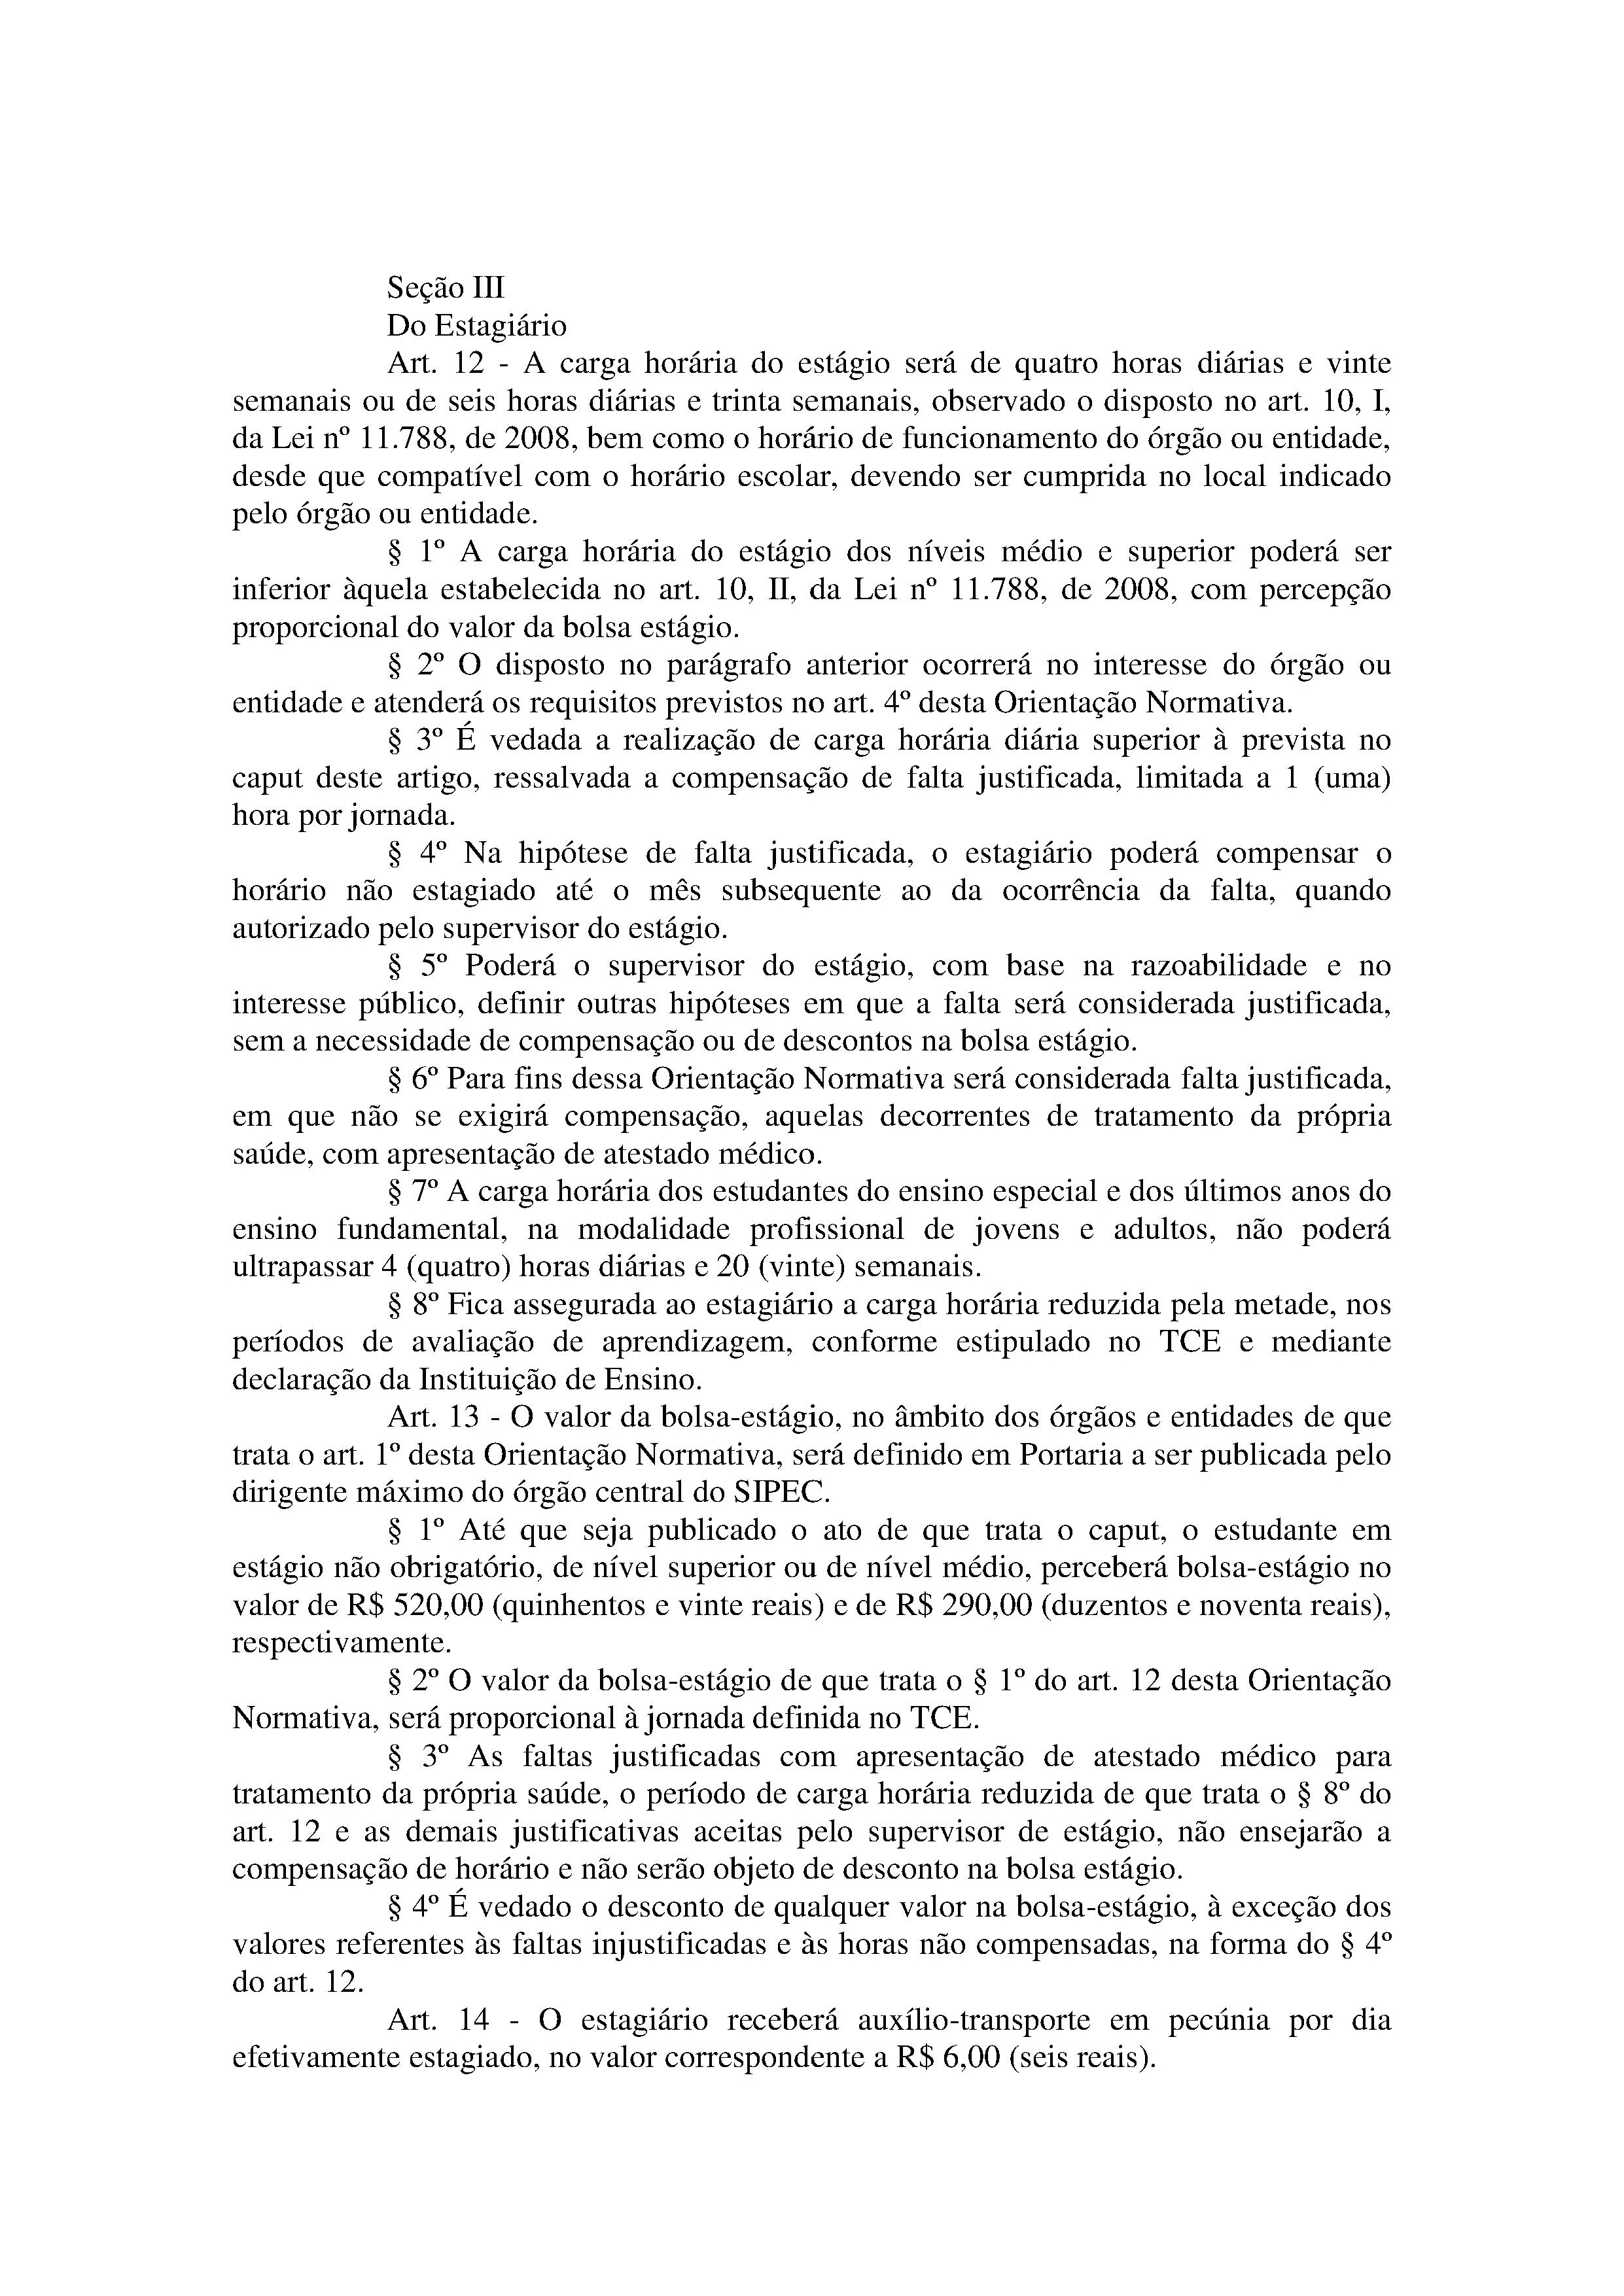 Seção III
Do Estagiário
Art. 12 - A carga horária do estágio será de quatro horas diárias e vinte
semanais ou de seis horas diárias e trinta semanais, observado o disposto no art. 10, I,
da Lei nº 11.788, de 2008, bem como o horário de funcionamento do órgão ou entidade,
desde que compatível com o horário escolar, devendo ser cumprida no local indicado
pelo órgão ou entidade.
§ 1º A carga horária do estágio dos níveis médio e superior poderá ser
inferior àquela estabelecida no art. 10, II, da Lei nº 11.788, de 2008, com percepção
proporcional do valor da bolsa estágio.
§ 2º O disposto no parágrafo anterior ocorrerá no interesse do órgão ou
entidade e atenderá os requisitos previstos no art. 4º desta Orientação Normativa.
§ 3º É vedada a realização de carga horária diária superior à prevista no
caput deste artigo, ressalvada a compensação de falta justificada, limitada a 1 (uma)
hora por jornada.
§ 4º Na hipótese de falta justificada, o estagiário poderá compensar o
horário não estagiado até o mês subsequente ao da ocorrência da falta, quando
autorizado pelo supervisor do estágio.
§ 5º Poderá o supervisor do estágio, com base na razoabilidade e no
interesse público, definir outras hipóteses em que a falta será considerada justificada,
sem a necessidade de compensação ou de descontos na bolsa estágio.
§ 6º Para fins dessa Orientação Normativa será considerada falta justificada,
em que não se exigirá compensação, aquelas decorrentes de tratamento da própria
saúde, com apresentação de atestado médico.
§ 7º A carga horária dos estudantes do ensino especial e dos últimos anos do
ensino fundamental, na modalidade profissional de jovens e adultos, não poderá
ultrapassar 4 (quatro) horas diárias e 20 (vinte) semanais.
§ 8º Fica assegurada ao estagiário a carga horária reduzida pela metade, nos
períodos de avaliação de aprendizagem, conforme estipulado no TCE e mediante
declaração da Instituição de Ensino.
Art. 13 - O valor da bolsa-estágio, no âmbito dos órgãos e entidades de que
trata o art. 1º desta Orientação Normativa, será definido em Portaria a ser publicada pelo
dirigente máximo do órgão central do SIPEC.
§ 1º Até que seja publicado o ato de que trata o caput, o estudante em
estágio não obrigatório, de nível superior ou de nível médio, perceberá bolsa-estágio no
valor de R$ 520,00 (quinhentos e vinte reais) e de R$ 290,00 (duzentos e noventa reais),
respectivamente.
§ 2º O valor da bolsa-estágio de que trata o § 1º do art. 12 desta Orientação
Normativa, será proporcional à jornada definida no TCE.
§ 3º As faltas justificadas com apresentação de atestado médico para
tratamento da própria saúde, o período de carga horária reduzida de que trata o § 8º do
art. 12 e as demais justificativas aceitas pelo supervisor de estágio, não ensejarão a
compensação de horário e não serão objeto de desconto na bolsa estágio.
§ 4º É vedado o desconto de qualquer valor na bolsa-estágio, à exceção dos
valores referentes às faltas injustificadas e às horas não compensadas, na forma do § 4º
do art. 12.
Art. 14 - O estagiário receberá auxílio-transporte em pecúnia por dia
efetivamente estagiado, no valor correspondente a R$ 6,00 (seis reais).